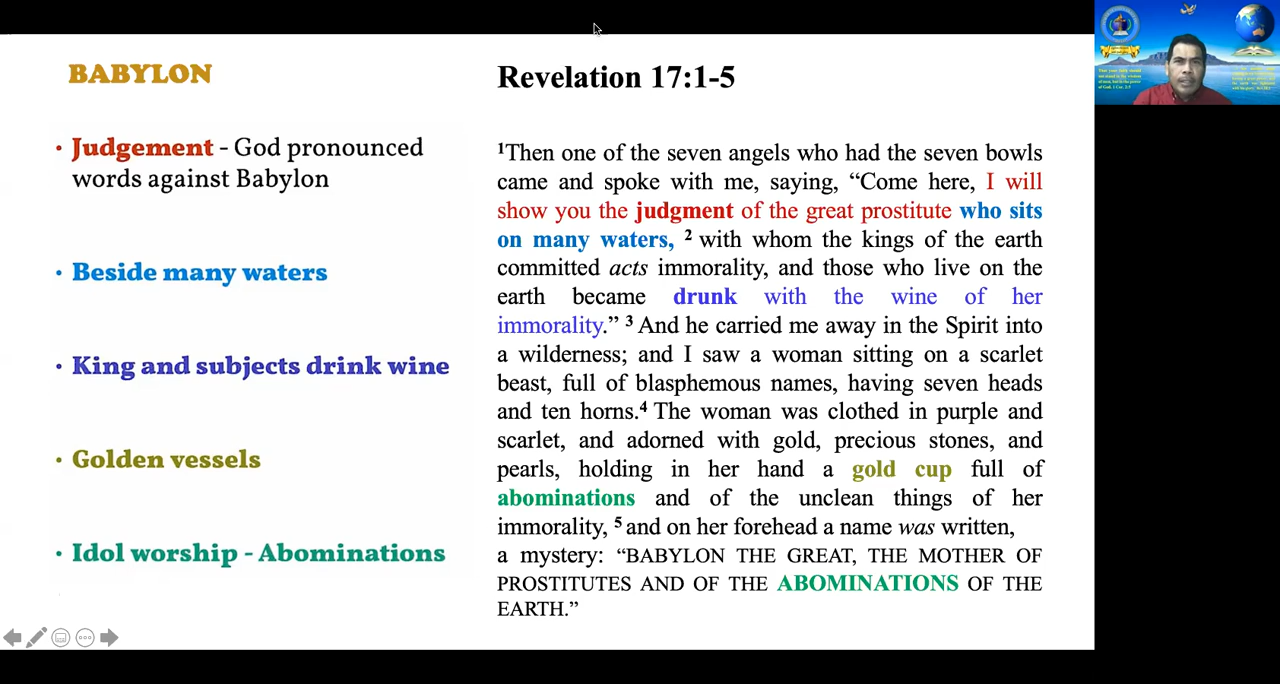 BABYLON
• Judgement - God pronounced
words against Babylon
• Beside many waters
• King and subjects drink wine
• Golden vessels
• Idol worship - Abominations
Revelation 17:1-5
¹Then one of the seven angels who had the seven bowls
came and spoke with me, saying, “Come here, I will
show you the judgment of the great prostitute who sits
on many waters, ² with whom the kings of the earth
committed acts immorality, and those who live on the
earth became drunk with the wine of her
immorality.” ³ And he carried me away in the Spirit into
a wilderness; and I saw a woman sitting on a scarlet
beast, full of blasphemous names, having seven heads
and ten horns.⁴ The woman was clothed in purple and
scarlet, and adorned with gold, precious stones, and
pearls, holding in her hand a gold cup full of
abominations and of the unclean things of her
immorality, ⁵ and on her forehead a name was written,
a mystery: “BABYLON THE GREAT, THE MOTHER OF
PROSTITUTES AND OF THE ABOMINATIONS OF THE
EARTH.”